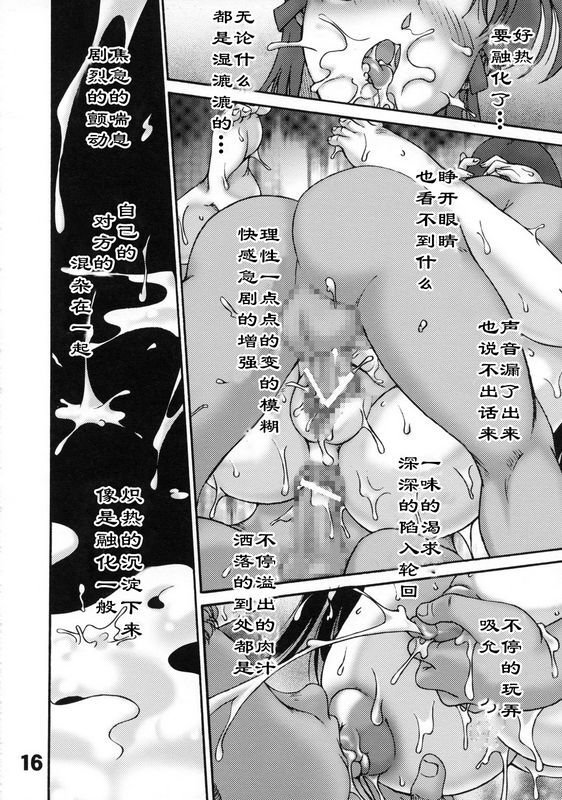 好热
要融化了…
无论什么
都是湿漉漉的…
焦急的喘息
剧烈的颤动
睁开眼睛
也看不到什么
自己的
对方的
混杂在一起
理性一点点的变的模糊
快感急剧的增强
声音漏了出来
也说不出话来
一味的渴求
深深的陷入轮回
炽热的沉淀下来
像是融化一般
不停溢出的肉汁
洒落的到处都是
不停的玩弄
吸允
16